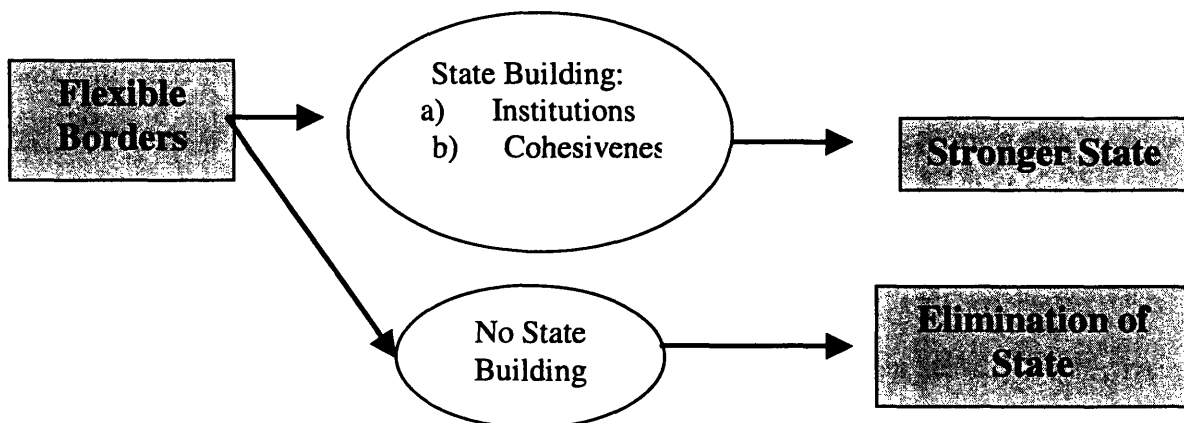 Flexible
Borders
State Building:
a) Institutions
b) Cohesivenes
Stronger State
No State
Building
Elimination of
State